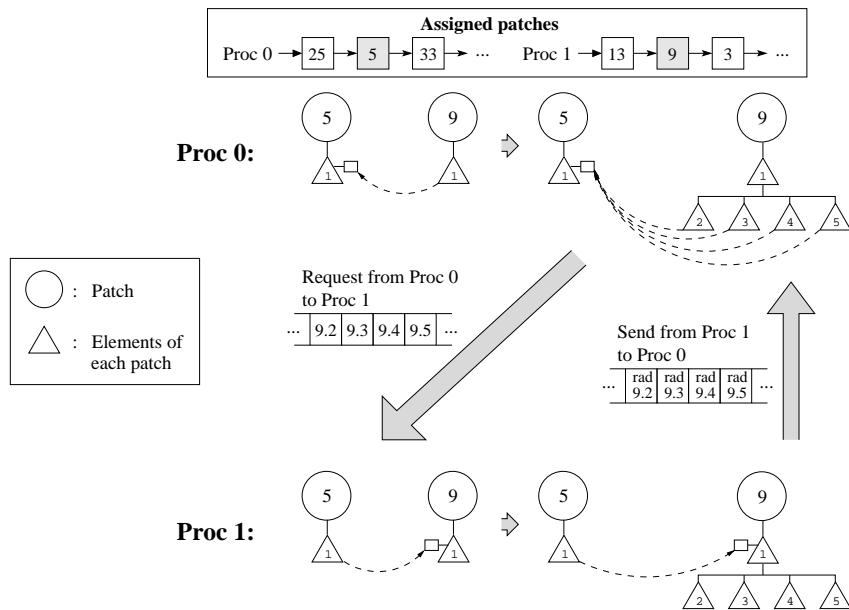 Assigned patches
Proc 0 25 5 33 ... Proc 1 13 9 3 ...
5 9 5 9
Proc 0:
1 1 1 1
2 3 4 5
Request from Proc 0
to Proc 1
... 9.2 9.3 9.4 9.5 ...
: Patch
: Elements of
each patch
Send from Proc 1
to Proc 0
... rad rad rad rad ...
9.2 9.3 9.4 9.5
5 9 5 9
Proc 1:
1 1 1 1
2 3 4 5